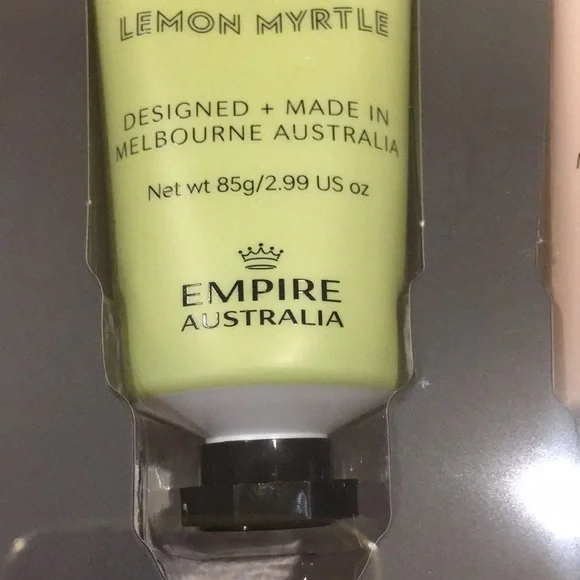 LEMON MYRTLE
DESIGNED + MADE IN
MELBOURNE AUSTRALIA
Net wt 85g/2.99 US oz
EMPIRE
AUSTRALIA